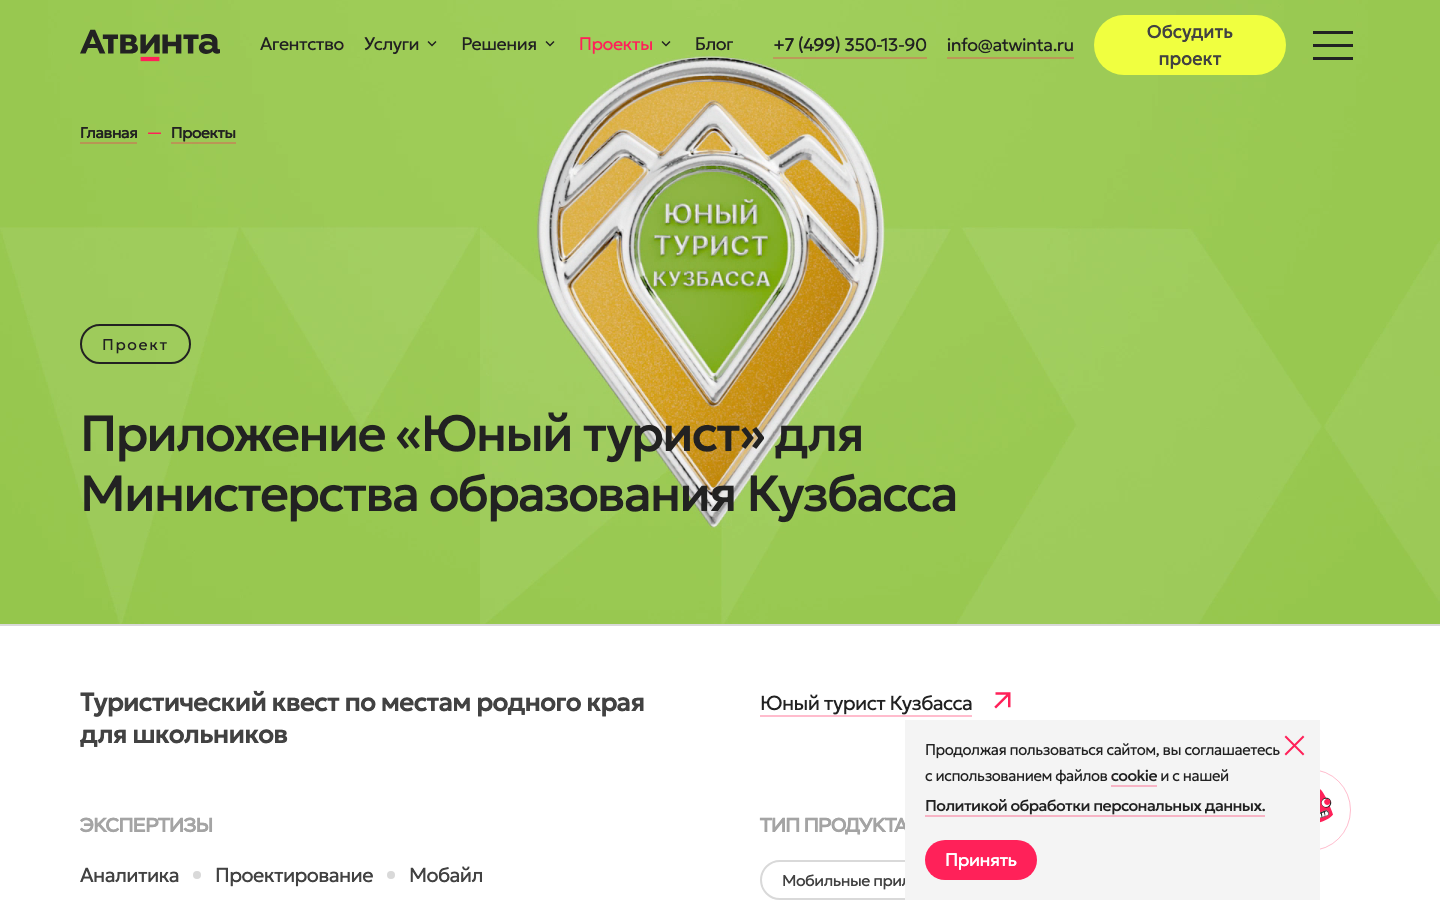 Атвинта
Агентство
Услуги
Решения
Проекты
Блог
+7 (499) 350-13-90
info@atwinta.ru
Обсудить
проект
Главная — Проекты
ЮНЫЙ
ТУРИСТ
КУЗБАССА
Проект
Приложение «Юный турист» для
Министерства образования Кузбасса
Туристический квест по местам родного края
для школьников
Юный турист Кузбасса
Продолжая пользоваться сайтом, вы соглашаетесь
с использованием файлов cookie и с нашей
Политикой обработки персональных данных.
Принять
ЭКСПЕРТИЗЫ
Аналитика
Проектирование
Мобайл
ТИП ПРОДУКТА
Мобильные